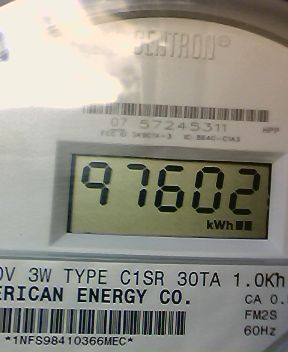 CENTRON®
07 57245311 HPP
97602
kWh
0V 3W TYPE C1SR 30TA 1.0Kh
ERICAN ENERGY CO. CA 0.
FM2S
60Hz
*1NFS98410366MEC*